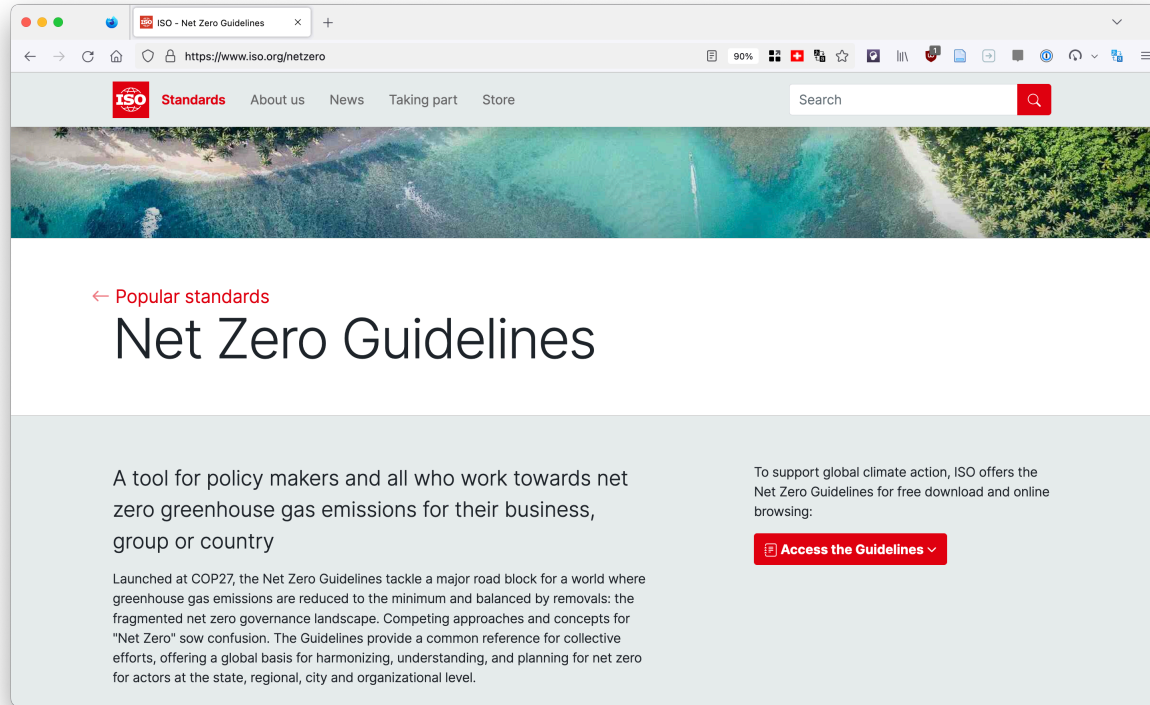 ISO - Net Zero Guidelines
https://www.iso.org/netzero
90%
1
ISO
Standards
About us
News
Taking part
Store
Search
← Popular standards
Net Zero Guidelines
A tool for policy makers and all who work towards net
zero greenhouse gas emissions for their business,
group or country
Launched at COP27, the Net Zero Guidelines tackle a major road block for a world where
greenhouse gas emissions are reduced to the minimum and balanced by removals: the
fragmented net zero governance landscape. Competing approaches and concepts for
"Net Zero" sow confusion. The Guidelines provide a common reference for collective
efforts, offering a global basis for harmonizing, understanding, and planning for net zero
for actors at the state, regional, city and organizational level.
To support global climate action, ISO offers the
Net Zero Guidelines for free download and online
browsing:
Access the Guidelines